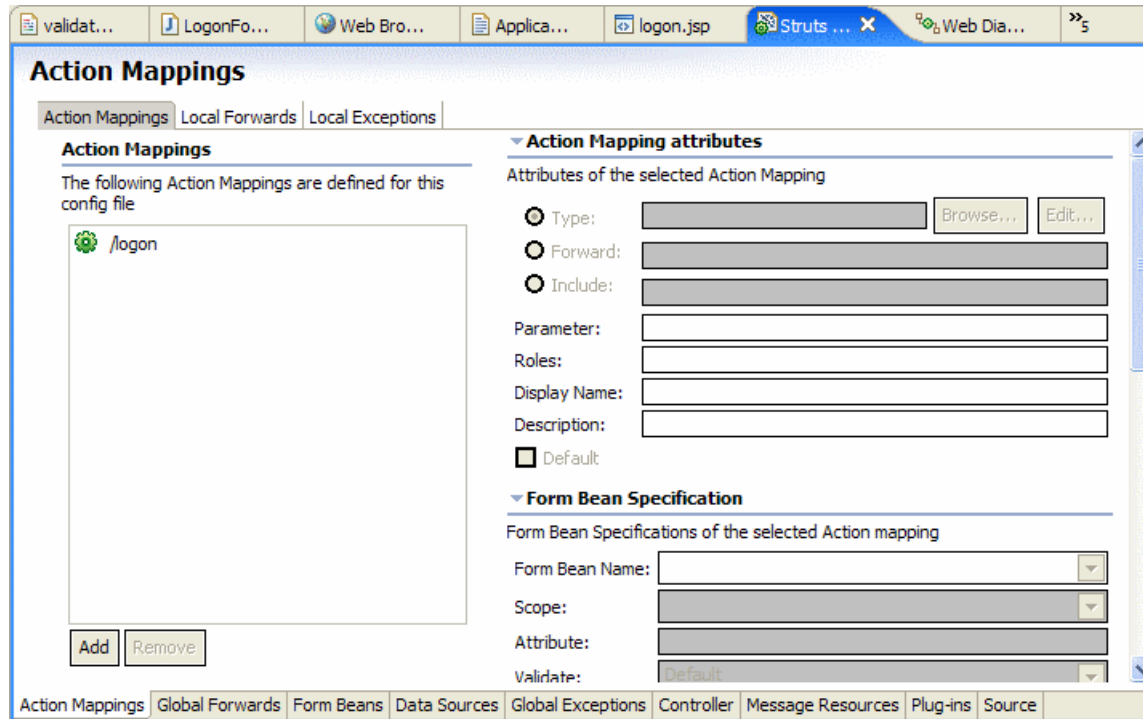 validat... LogonFo... Web Bro... Applica... logon.jsp Struts ... Web Dia... »5
Action Mappings
Action Mappings Local Forwards Local Exceptions
Action Mappings
The following Action Mappings are defined for this
config file
/logon
Add Remove
Action Mapping attributes
Attributes of the selected Action Mapping
Type: Browse... Edit...
Forward:
Include:
Parameter:
Roles:
Display Name:
Description:
Default
Form Bean Specification
Form Bean Specifications of the selected Action mapping
Form Bean Name:
Scope:
Attribute:
Validate: Default
Action Mappings Global Forwards Form Beans Data Sources Global Exceptions Controller Message Resources Plug-ins Source